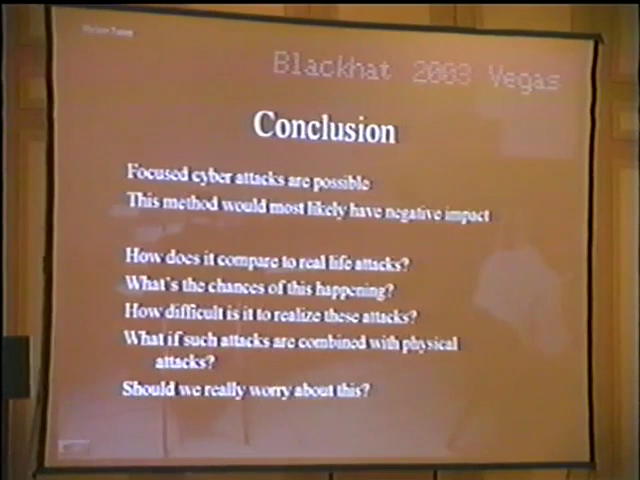 Blackhat 2003 Vegas
Conclusion
Focused cyber attacks are possible
This method would most likely have negative impact
How does it compare to real life attacks?
What's the chances of this happening?
How difficult is it to realize these attacks?
What if such attacks are combined with physical
attacks?
Should we really worry about this?